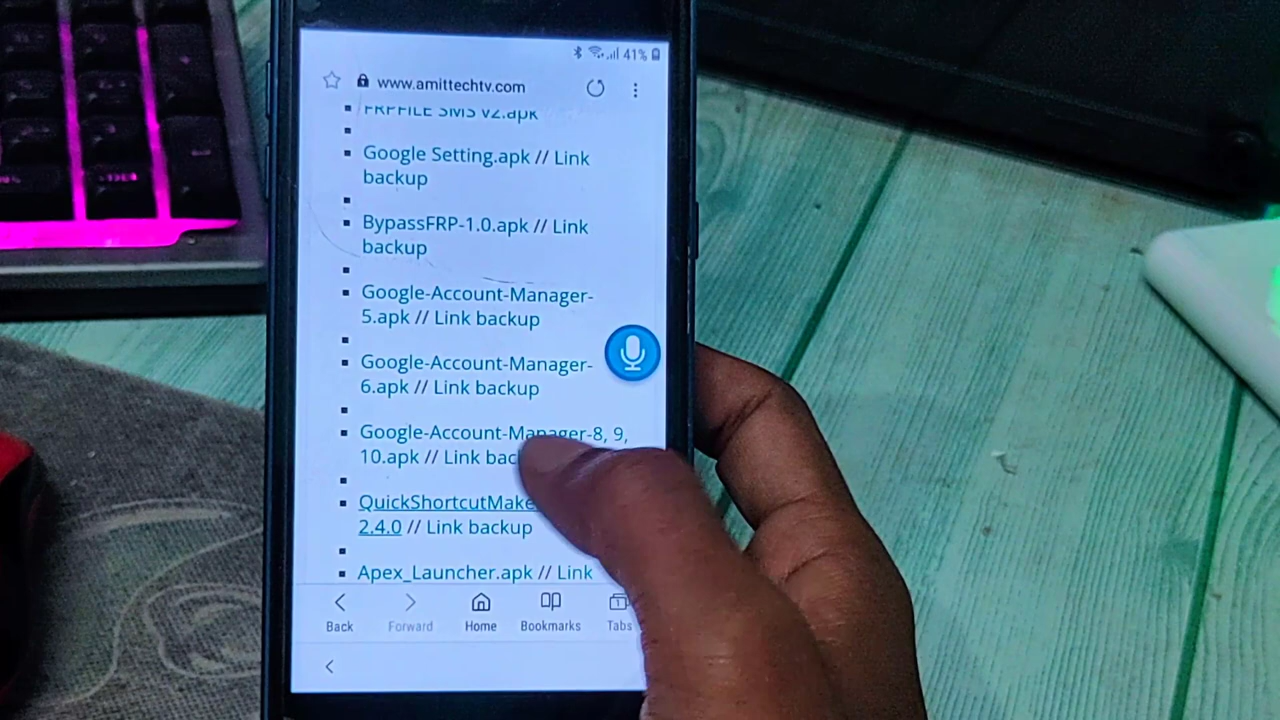 41%
www.amittechtv.com
FRPFILE SMS v2.apk
Google Setting.apk // Link
backup
BypassFRP-1.0.apk // Link
backup
Google-Account-Manager-
5.apk // Link backup
Google-Account-Manager-
6.apk // Link backup
Google-Account-Manager-8, 9,
10.apk // Link bac
QuickShortcutMake
2.4.0 // Link backup
Apex_Launcher.apk // Link
Back Forward Home Bookmarks Tabs